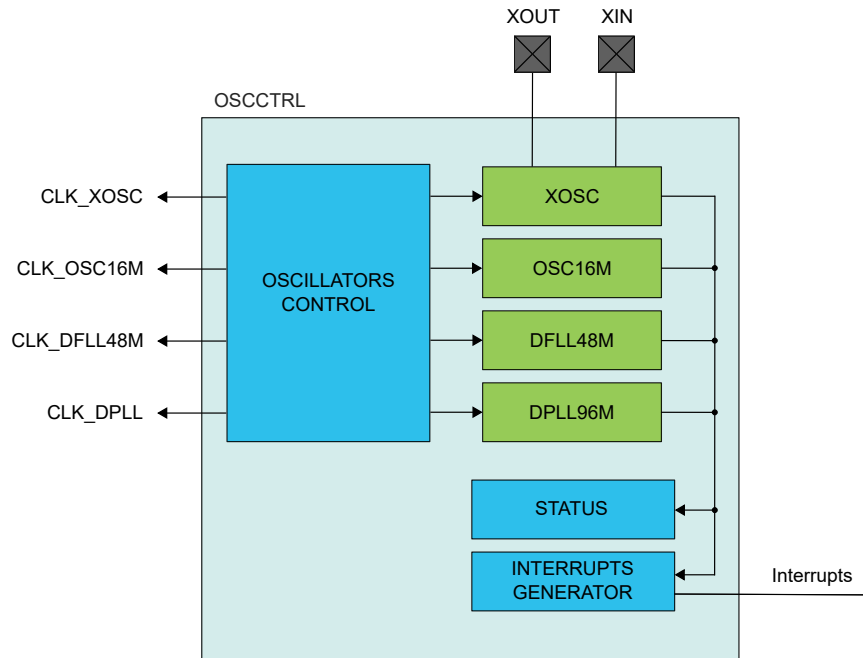 XOUT
XIN
OSCCTRL
CLK_XOSC
XOSC
CLK_OSC16M
OSCILLATORS
CONTROL
OSC16M
CLK_DFLL48M
DFLL48M
CLK_DPLL
DPLL96M
STATUS
INTERRUPTS
GENERATOR
Interrupts